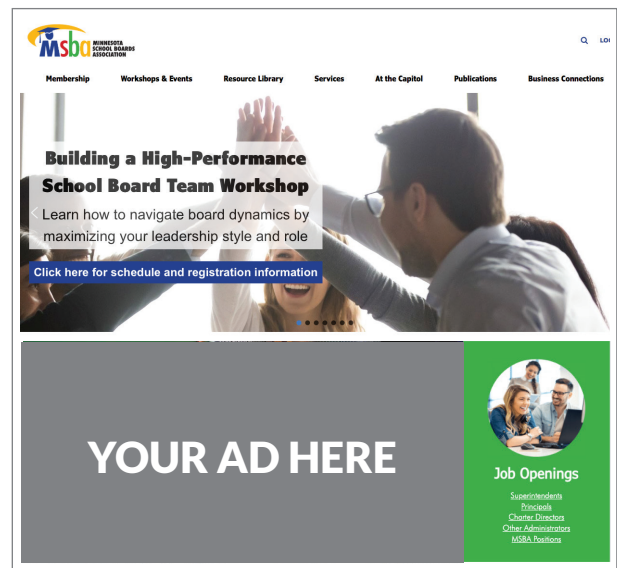 Msba MINNESOTA
SCHOOL BOARDS
ASSOCIATION
Membership Workshops & Events Resource Library Services At the Capitol Publications Business Connections
Building a High-Performance
School Board Team Workshop
Learn how to navigate board dynamics by
maximizing your leadership style and role
Click here for schedule and registration information
YOUR AD HERE
Job Openings
Superintendents
Principals
Charter Directors
Other Administrators
MSBA Positions